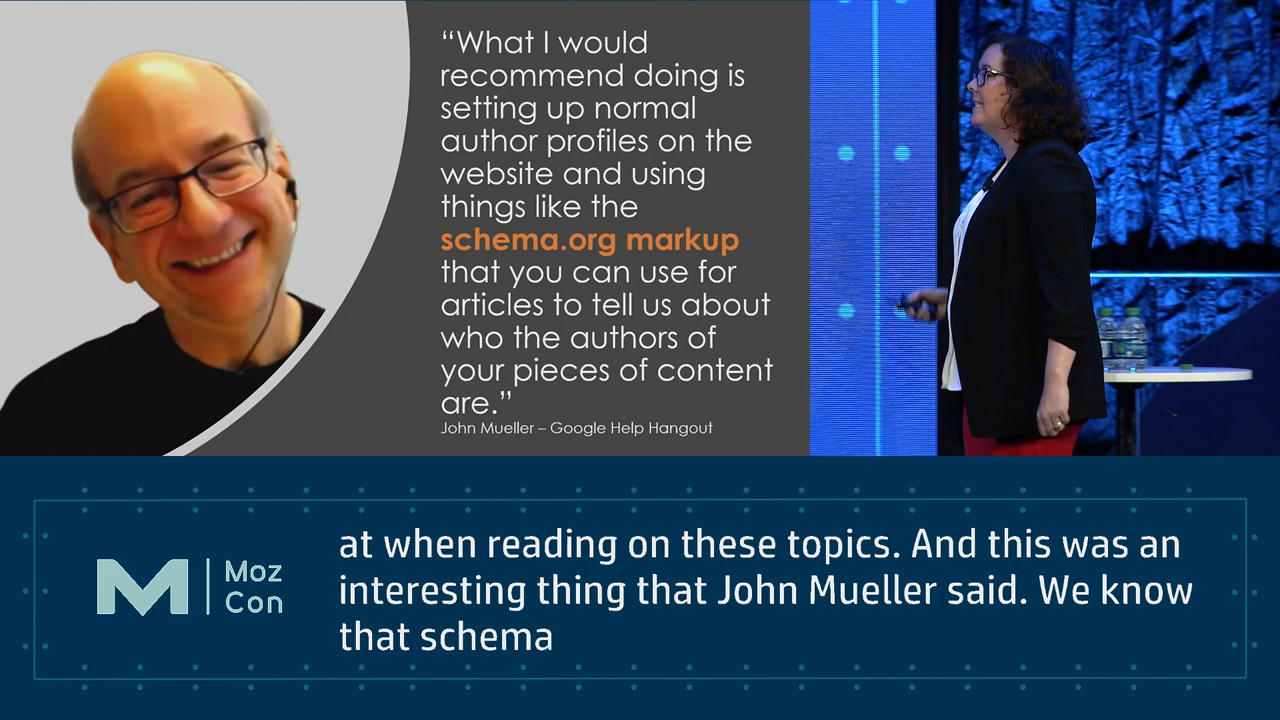 “What I would
recommend doing is
setting up normal
author profiles on the
website and using
things like the
schema.org markup
that you can use for
articles to tell us about
who the authors of
your pieces of content
are.”
John Mueller – Google Help Hangout
Moz
Con
at when reading on these topics. And this was an
interesting thing that John Mueller said. We know
that schema